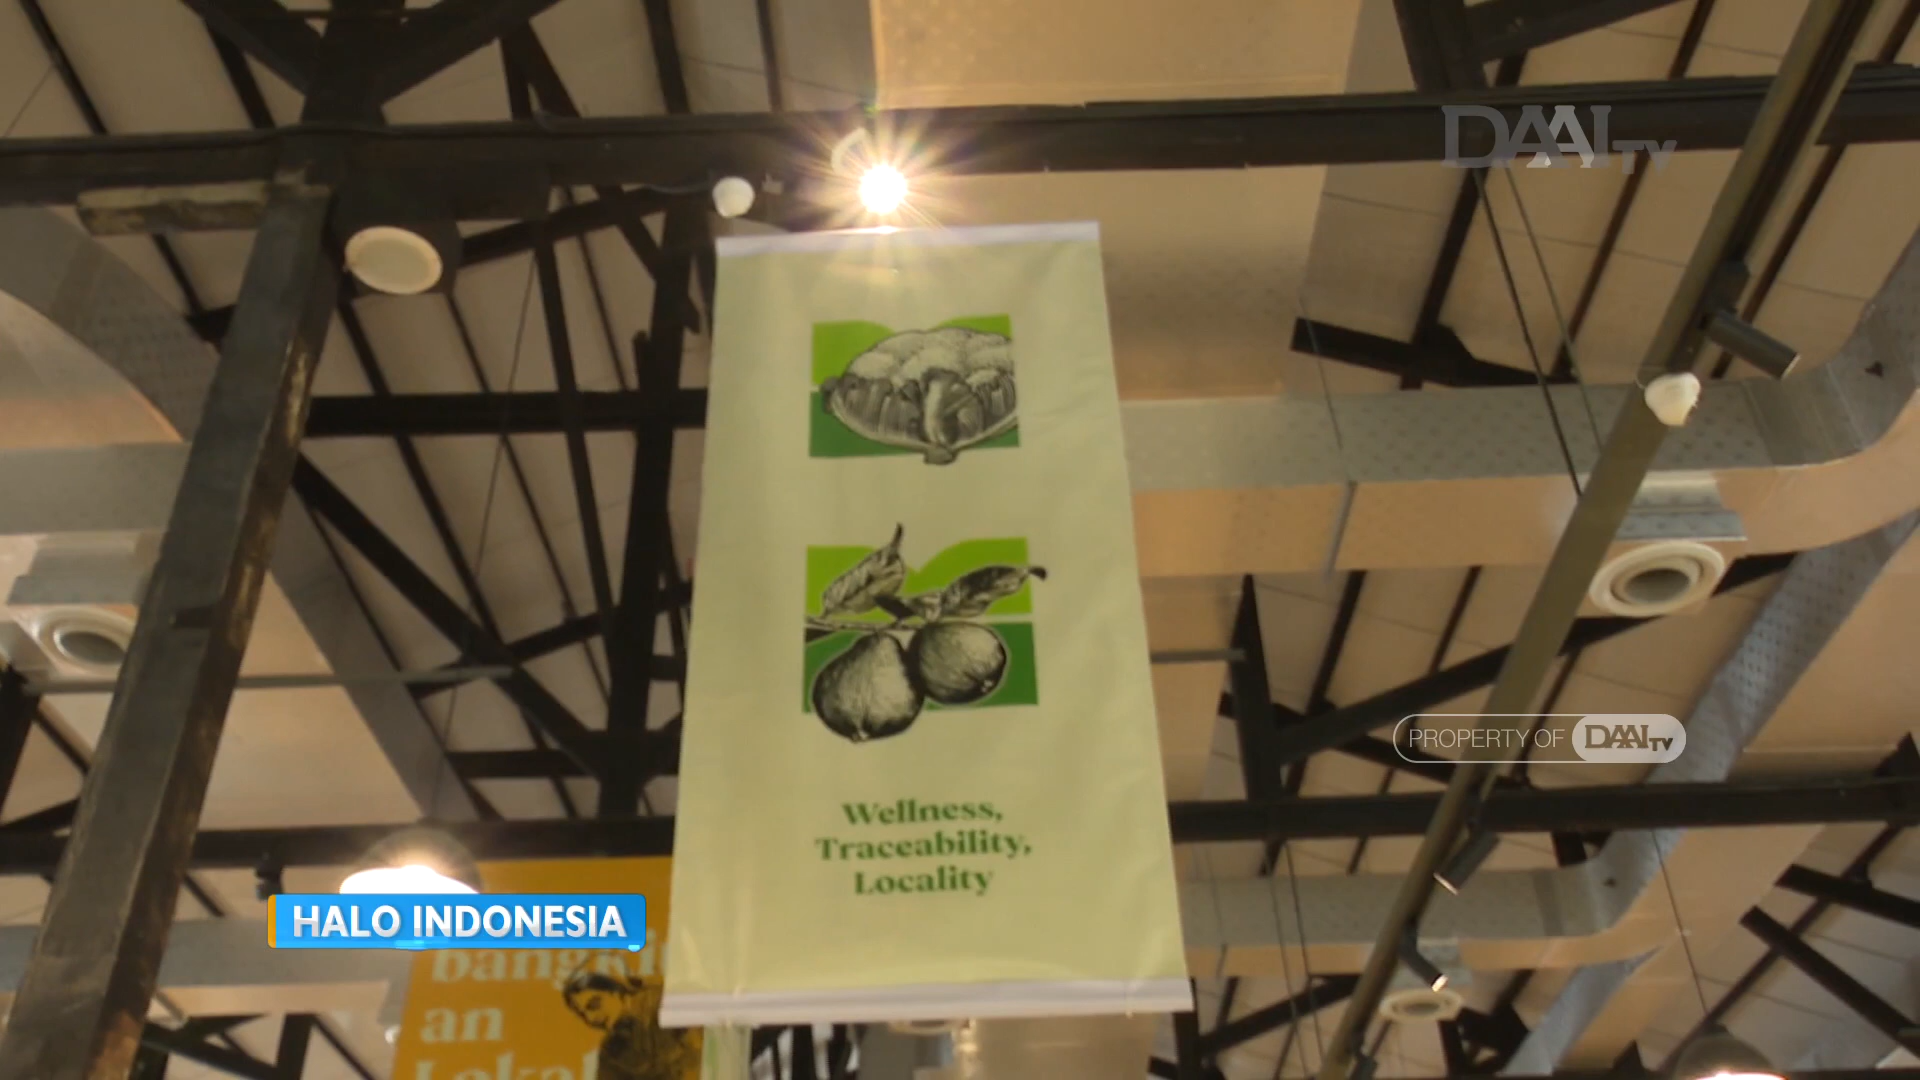 DAAI TV
PROPERTY OF DAAI TV
Wellness,
Traceability,
Locality
HALO INDONESIA
an